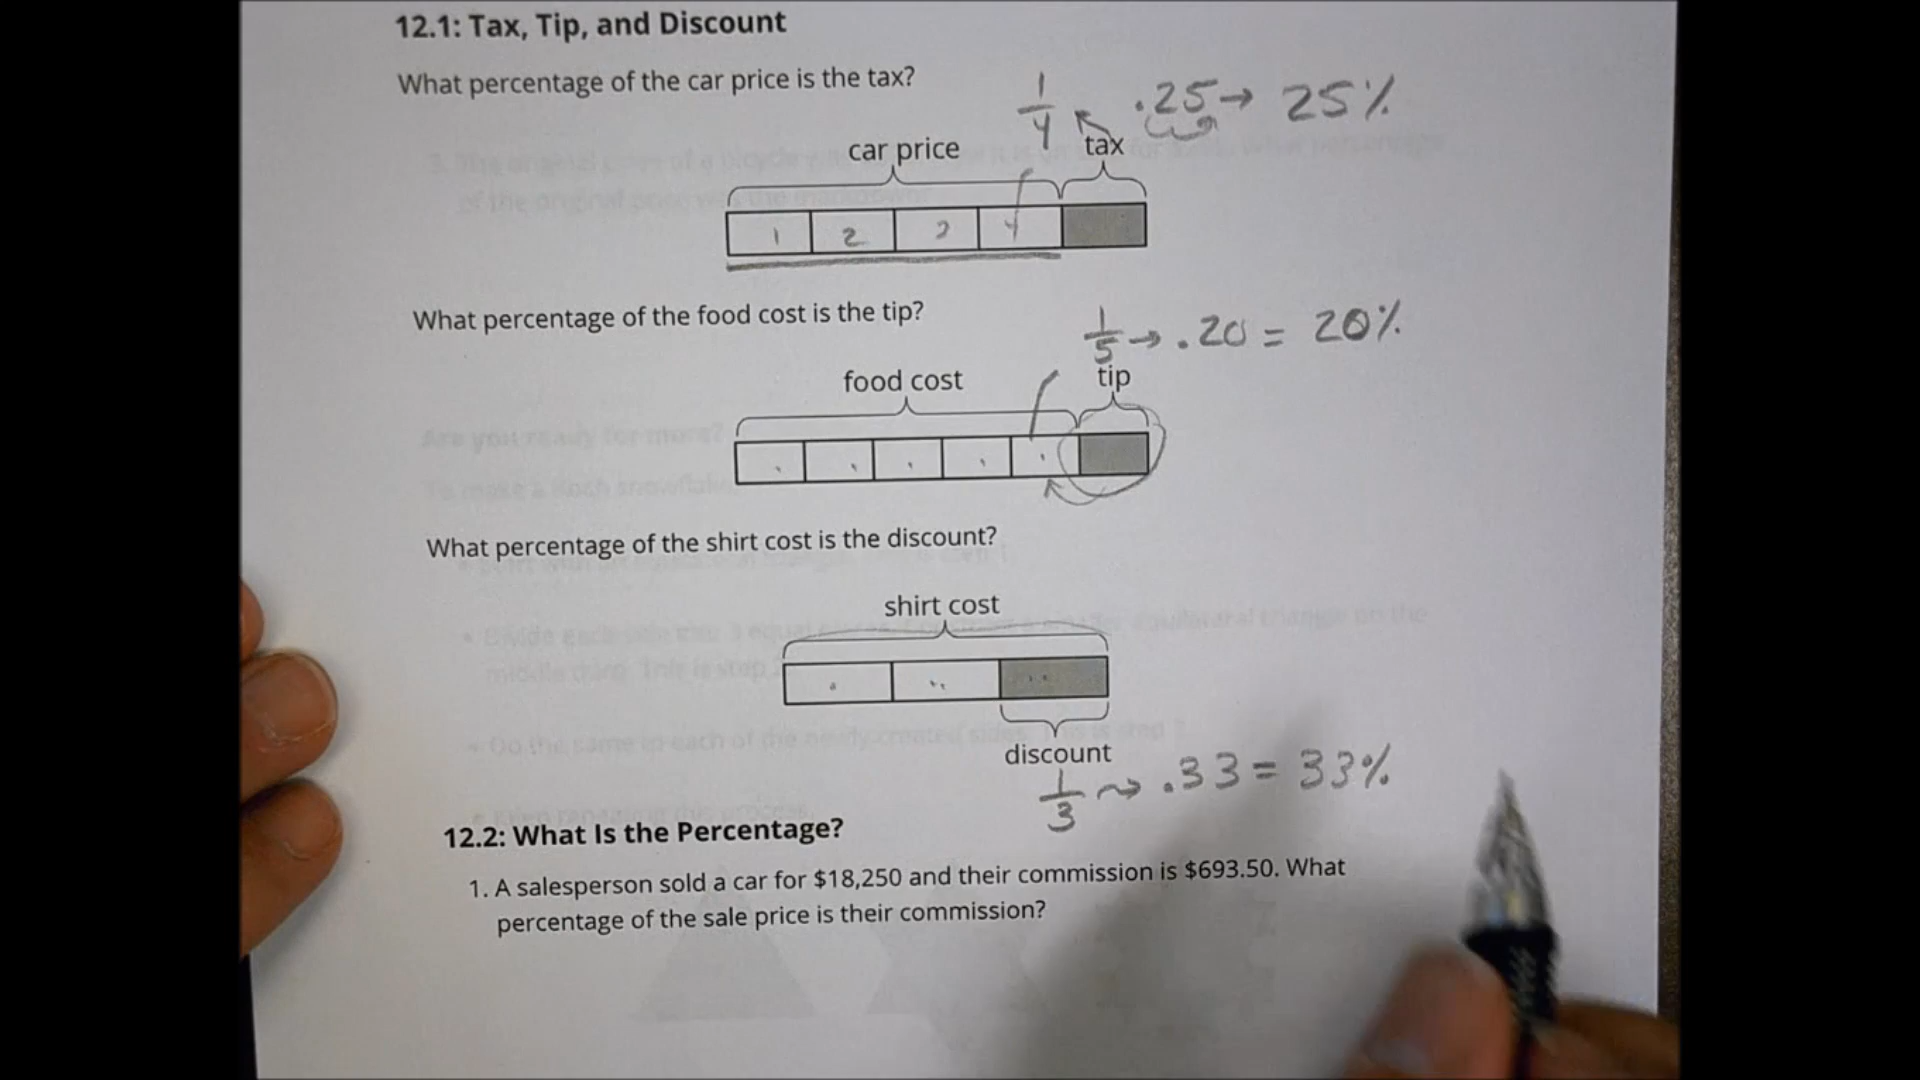 12.1: Tax, Tip, and Discount
What percentage of the car price is the tax?
1/4 .25→ 25%
car price tax
1 2 3 4
What percentage of the food cost is the tip?
1/5 → .20 = 20%
food cost tip
What percentage of the shirt cost is the discount?
shirt cost
discount
1/3 → .33 = 33%
12.2: What Is the Percentage?
1. A salesperson sold a car for $18,250 and their commission is $693.50. What
percentage of the sale price is their commission?